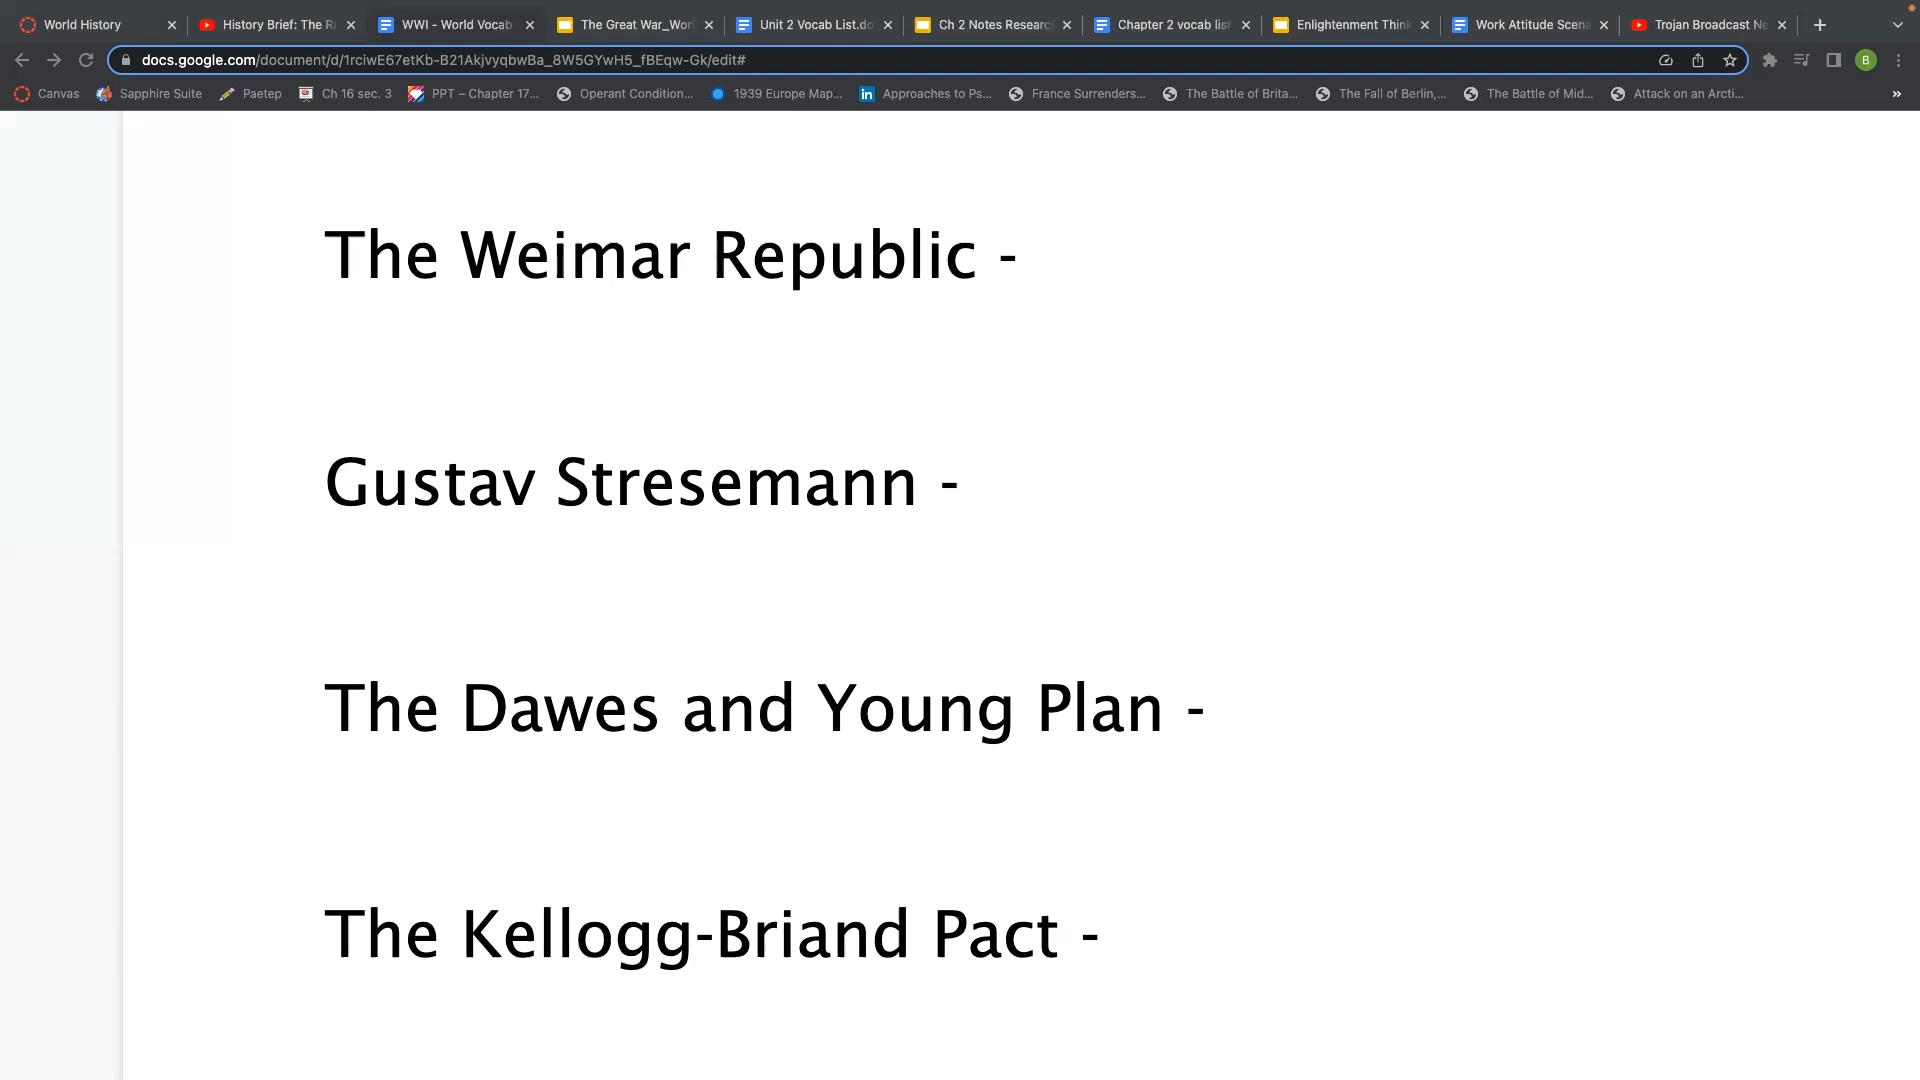 World History
History Brief: The R
WWI - World Vocab
The Great War_Worl
Unit 2 Vocab List.do
Ch 2 Notes Research
Chapter 2 vocab list
Enlightenment Think
Work Attitude Scena
Trojan Broadcast Ne
docs.google.com/document/d/1rciwE67etKb-B21AkjvyqbwBa_8W5GYwH5_fBEqw-Gk/edit#
B
Canvas
Sapphire Suite
Paetep
Ch 16 sec. 3
PPT – Chapter 17...
Operant Condition...
1939 Europe Map...
Approaches to Ps...
France Surrenders...
The Battle of Brita...
The Fall of Berlin,...
The Battle of Mid...
Attack on an Arcti...
The Weimar Republic -
Gustav Stresemann -
The Dawes and Young Plan -
The Kellogg-Briand Pact -